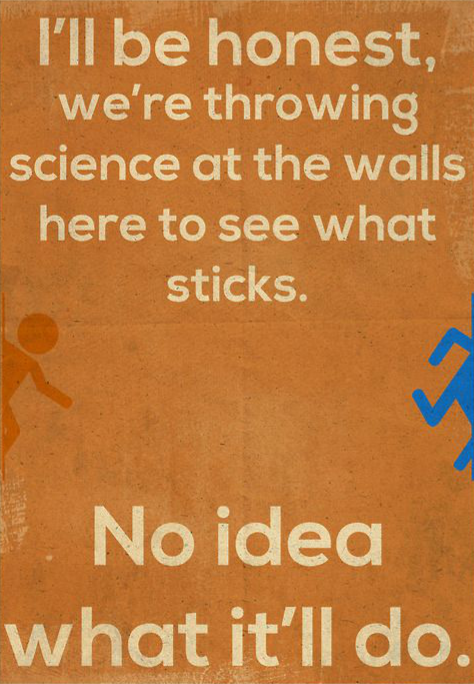 I’ll be honest,
we’re throwing
science at the walls
here to see what
sticks.
No idea
what it’ll do.